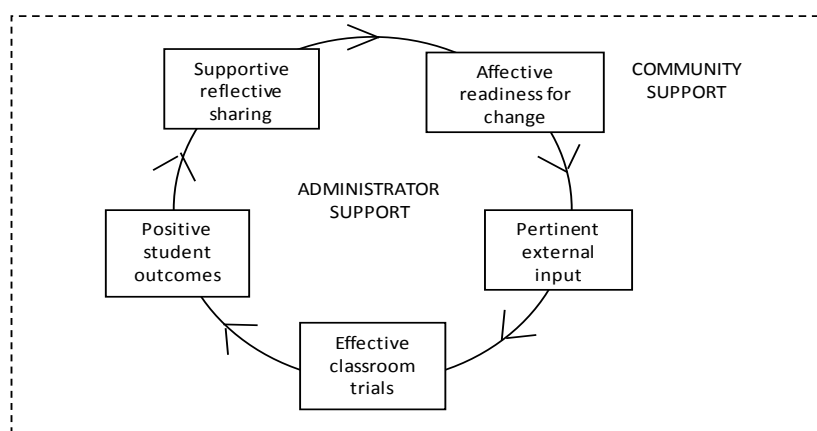 Supportive
reflective
sharing
Affective
readiness for
change
COMMUNITY
SUPPORT
ADMINISTRATOR
SUPPORT
Positive
student
outcomes
Pertinent
external
input
Effective
classroom
trials